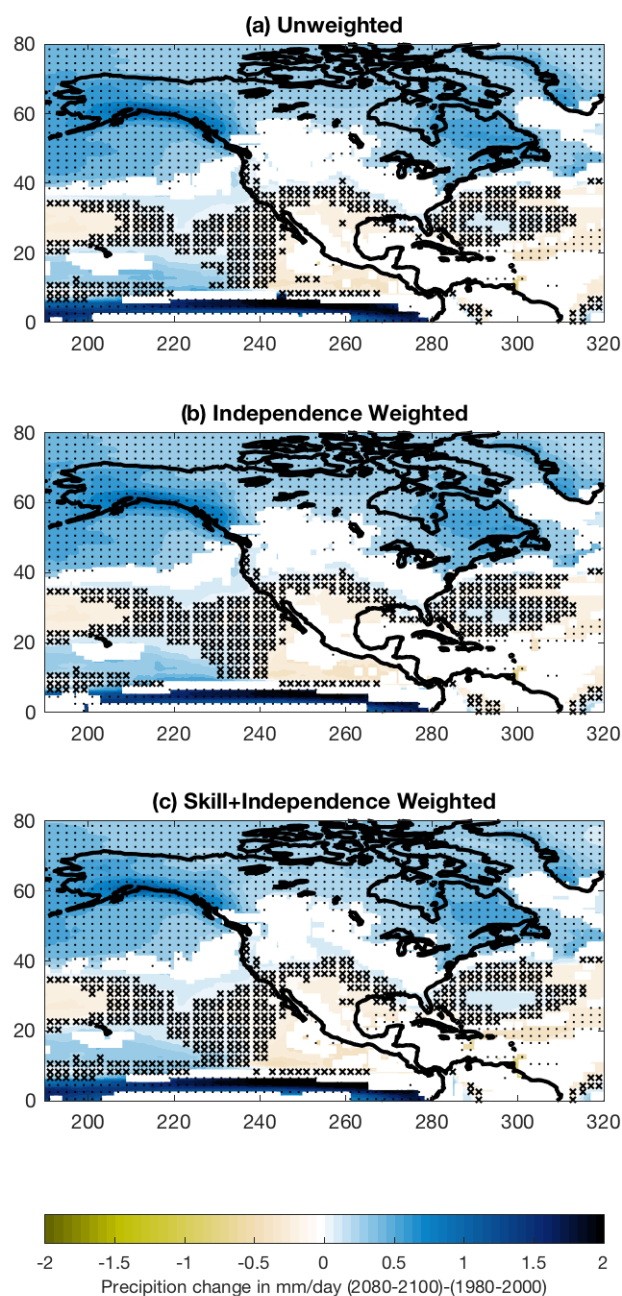 (a) Unweighted
80
60
40
20
0
200 220 240 260 280 300 320
(b) Independence Weighted
80
60
40
20
0
200 220 240 260 280 300 320
(c) Skill+Independence Weighted
80
60
40
20
0
200 220 240 260 280 300 320
-2 -1.5 -1 -0.5 0 0.5 1 1.5 2
Precipition change in mm/day (2080-2100)-(1980-2000)